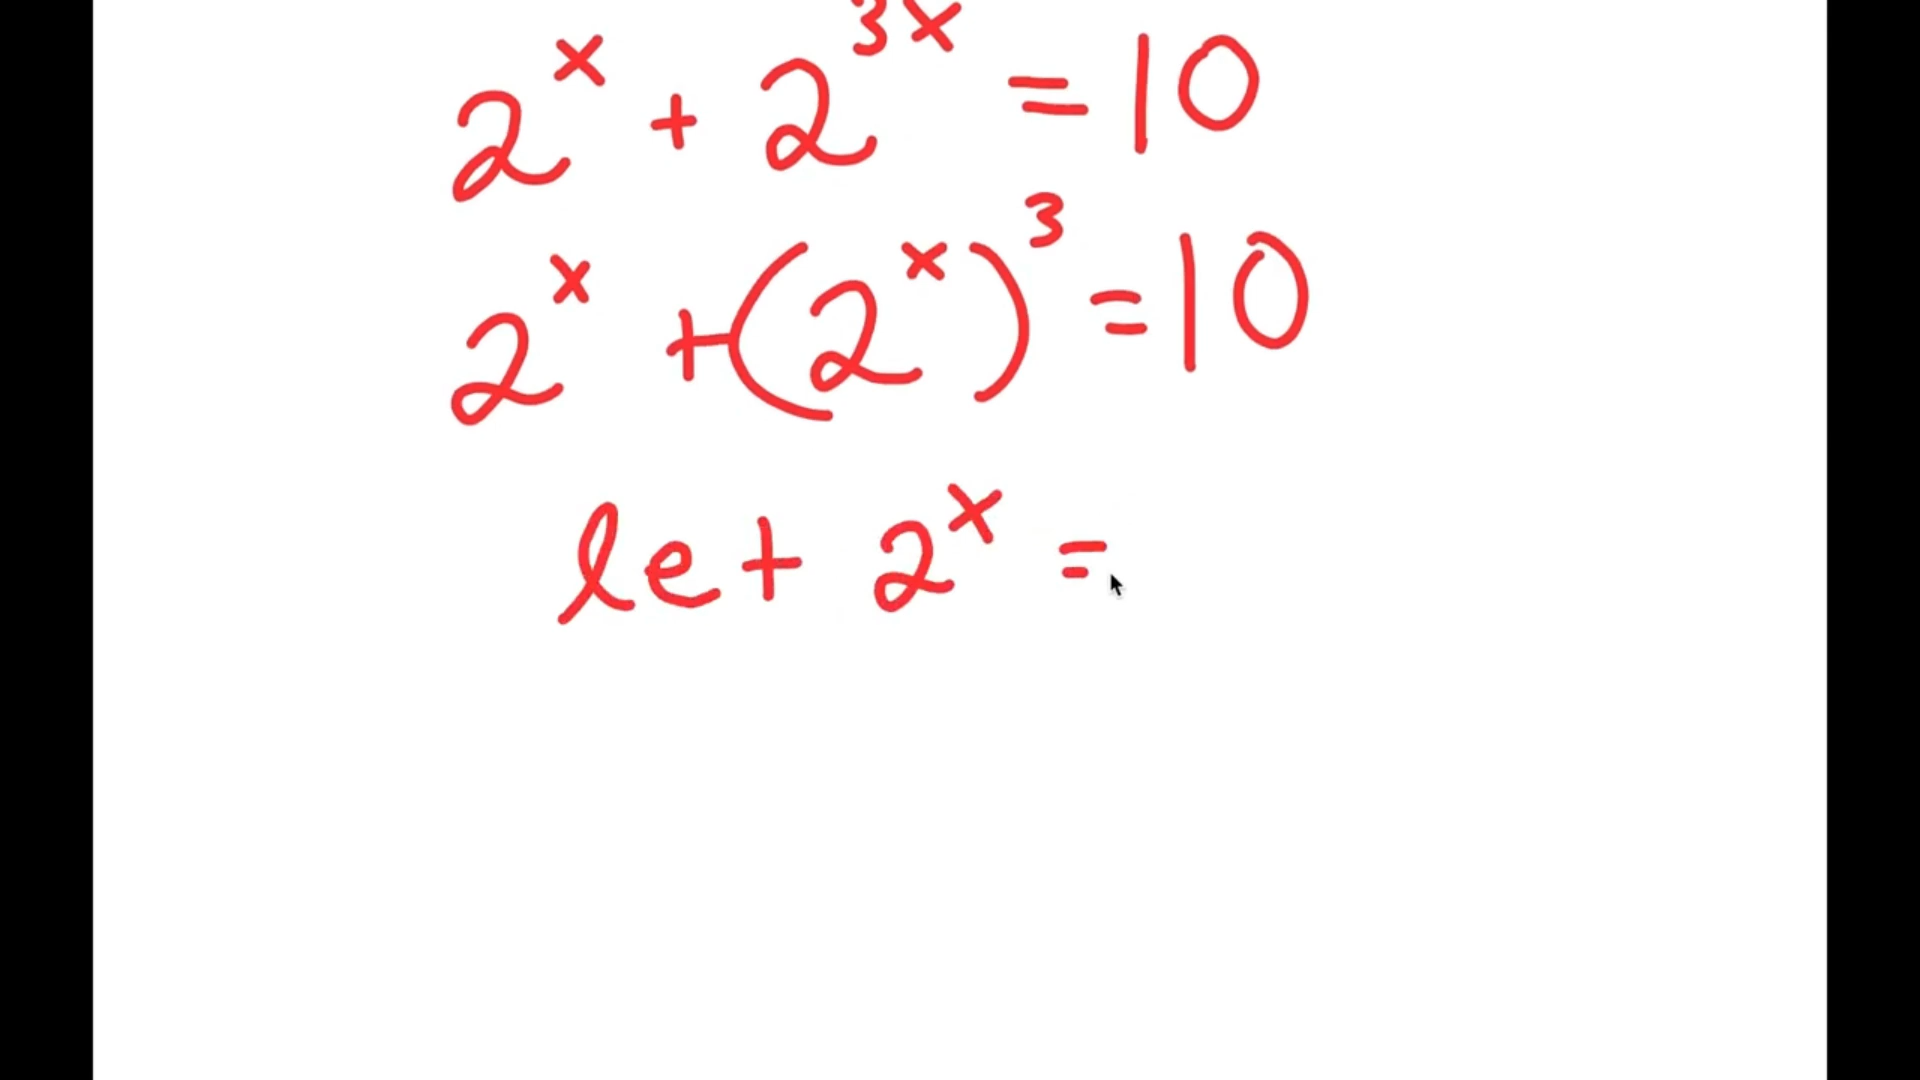 2^x + 2^3x = 10
2^x + (2^x)^3 = 10
let 2^x =